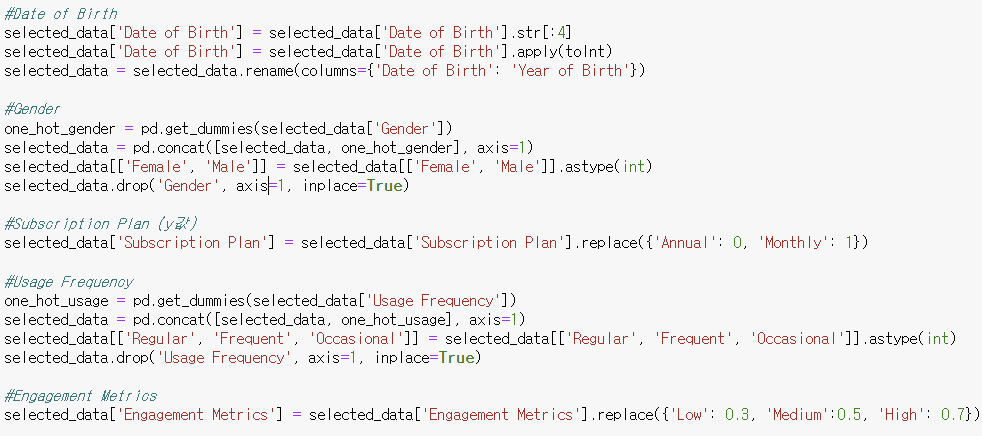 #Date of Birth
selected_data['Date of Birth'] = selected_data['Date of Birth'].str[:4]
selected_data['Date of Birth'] = selected_data['Date of Birth'].apply(toInt)
selected_data = selected_data.rename(columns={'Date of Birth': 'Year of Birth'})
#Gender
one_hot_gender = pd.get_dummies(selected_data['Gender'])
selected_data = pd.concat([selected_data, one_hot_gender], axis=1)
selected_data[['Female', 'Male']] = selected_data[['Female', 'Male']].astype(int)
selected_data.drop('Gender', axis=1, inplace=True)
#Subscription Plan (y값)
selected_data['Subscription Plan'] = selected_data['Subscription Plan'].replace({'Annual': 0, 'Monthly': 1})
#Usage Frequency
one_hot_usage = pd.get_dummies(selected_data['Usage Frequency'])
selected_data = pd.concat([selected_data, one_hot_usage], axis=1)
selected_data[['Regular', 'Frequent', 'Occasional']] = selected_data[['Regular', 'Frequent', 'Occasional']].astype(int)
selected_data.drop('Usage Frequency', axis=1, inplace=True)
#Engagement Metrics
selected_data['Engagement Metrics'] = selected_data['Engagement Metrics'].replace({'Low': 0.3, 'Medium':0.5, 'High': 0.7})